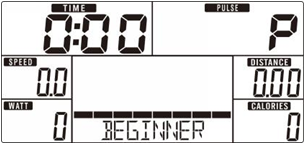 TIME
0:00
PULSE
P
SPEED
0.0
DISTANCE
0.00
WATT
0
CALORIES
0
BEGINNER